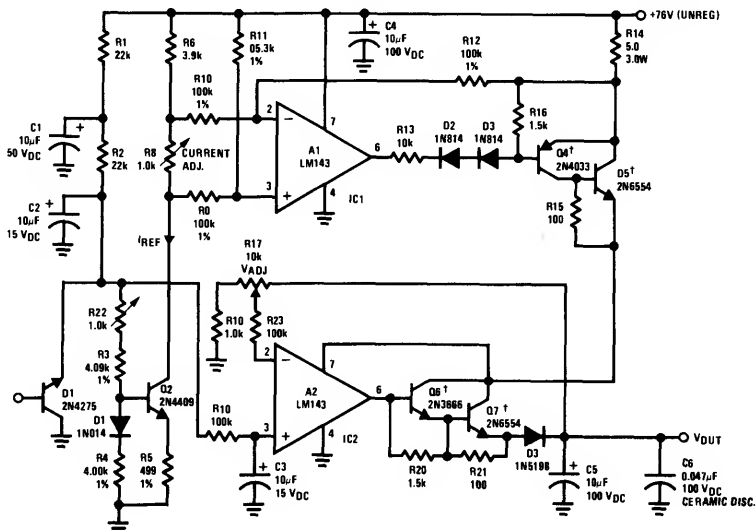 +76V (UNREG)
R1
22k
R6
3.9k
R11
05.3k
1%
C4
10µF
100 VDC
R12
100k
1%
R14
5.0
3.0W
R10
100k
1%
C1
10µF
50 VDC
+
R2
22k
R8
1.0k
CURRENT
ADJ.
2
−
7
A1
LM143
6
3
+
4
IC1
R13
10k
D2
1N814
D3
1N814
R16
1.5k
Q4†
2N4033
D5†
2N6554
R15
100
C2
10µF
15 VDC
+
R0
100k
1%
IREF
R17
10k
VADJ
R22
1.0k
R10
1.0k
R23
100k
2
−
7
A2
LM143
6
3
+
4
IC2
R3
4.09k
1%
D1
2N4275
Q2
2N4409
D1
1N014
R4
4.00k
1%
R5
499
1%
R10
100k
C3
10µF
15 VDC
+
Q6†
2N3666
Q7†
2N6554
R20
1.5k
R21
100
D3
1N5198
VDUT
C5
10µF
100 VDC
+
C6
0.047µF
100 VDC
CERAMIC DISC.